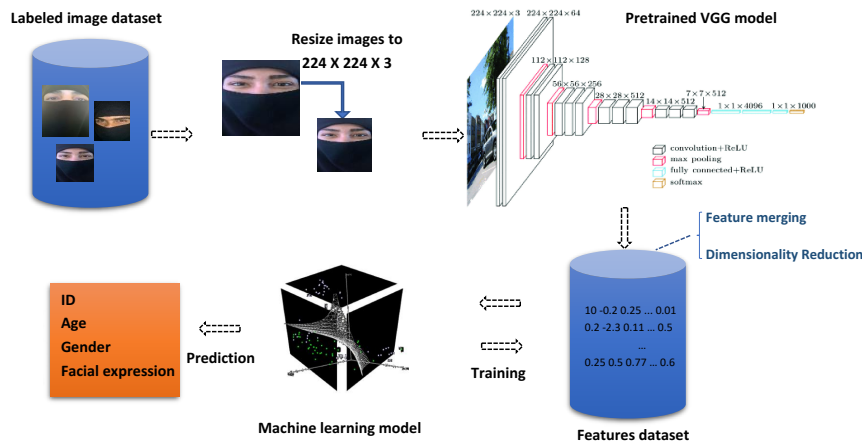 Labeled image dataset
Resize images to
224 X 224 X 3
Pretrained VGG model
224 × 224 × 3
224 × 224 × 64
112 × 112 × 128
56 × 56 × 256
28 × 28 × 512
14 × 14 × 512
7 × 7 × 512
1 × 1 × 4096
1 × 1 × 1000
convolution+ReLU
max pooling
fully connected+ReLU
softmax
Feature merging
Dimensionality Reduction
10 -0.2 0.25 ... 0.01
0.2 -2.3 0.11 ... 0.5
...
0.25 0.5 0.77 ... 0.6
Features dataset
Training
Machine learning model
Prediction
ID
Age
Gender
Facial expression